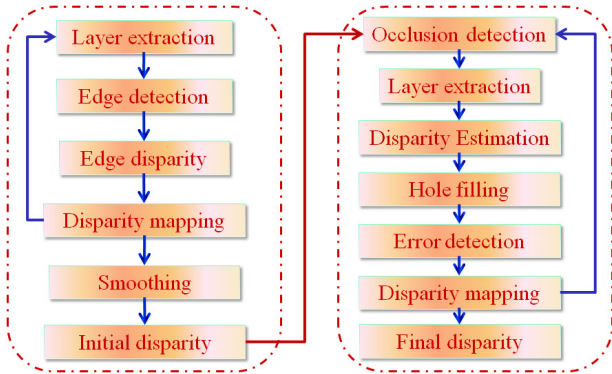 Layer extraction
Edge detection
Edge disparity
Disparity mapping
Smoothing
Initial disparity
Occlusion detection
Layer extraction
Disparity Estimation
Hole filling
Error detection
Disparity mapping
Final disparity